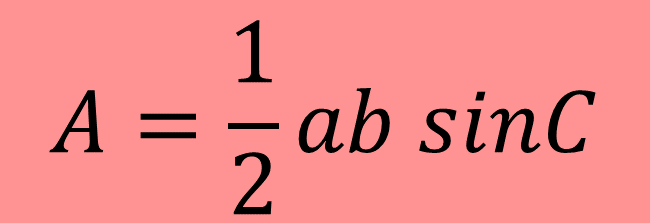 A = 1/2 ab sinC